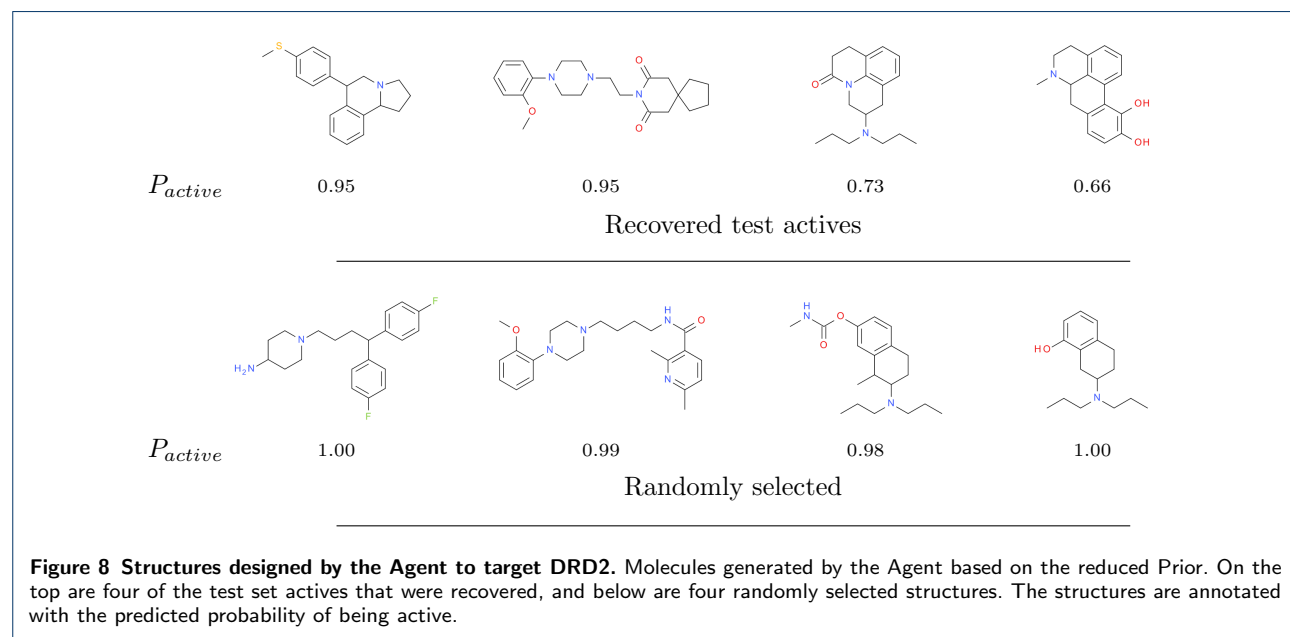 S N
N N N O O O
O N N
N OH OH
P_active 0.95 0.95 0.73 0.66
Recovered test actives
H₂N N F F
O N N H N O N
H N O O N
HO N
P_active 1.00 0.99 0.98 1.00
Randomly selected
Figure 8 Structures designed by the Agent to target DRD2. Molecules generated by the Agent based on the reduced Prior. On the
top are four of the test set actives that were recovered, and below are four randomly selected structures. The structures are annotated
with the predicted probability of being active.